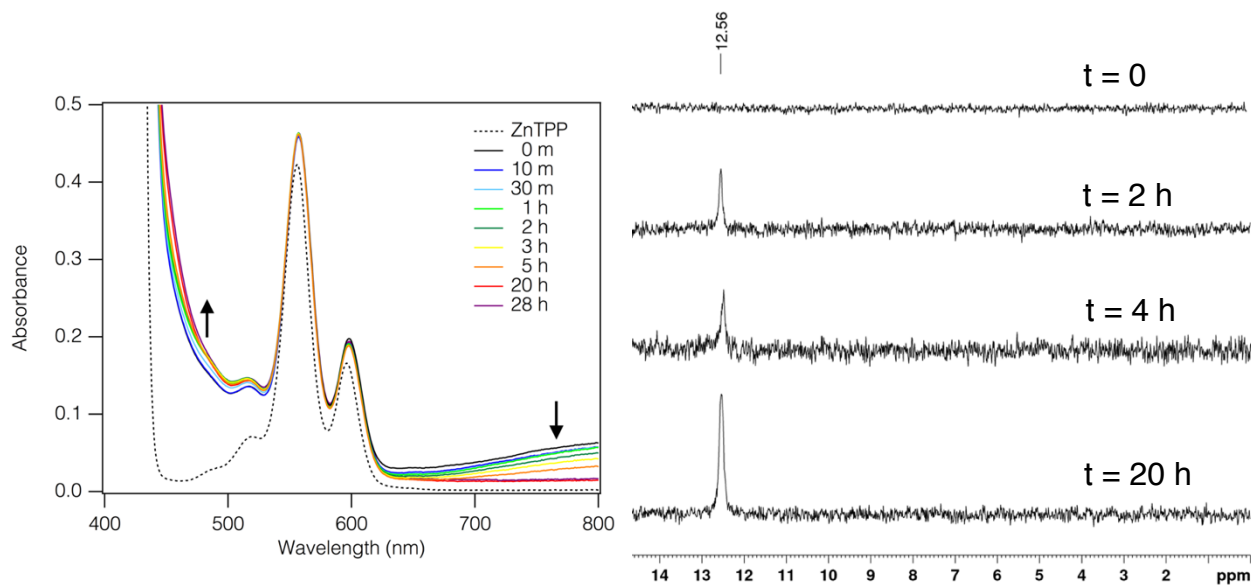 0.5
0.4
0.3
0.2
0.1
0.0
Absorbance
400
500
600
700
800
Wavelength (nm)
ZnTPP
0 m
10 m
30 m
1 h
2 h
3 h
5 h
20 h
28 h
12.56
t = 0
t = 2 h
t = 4 h
t = 20 h
14 13 12 11 10 9 8 7 6 5 4 3 2 ppm